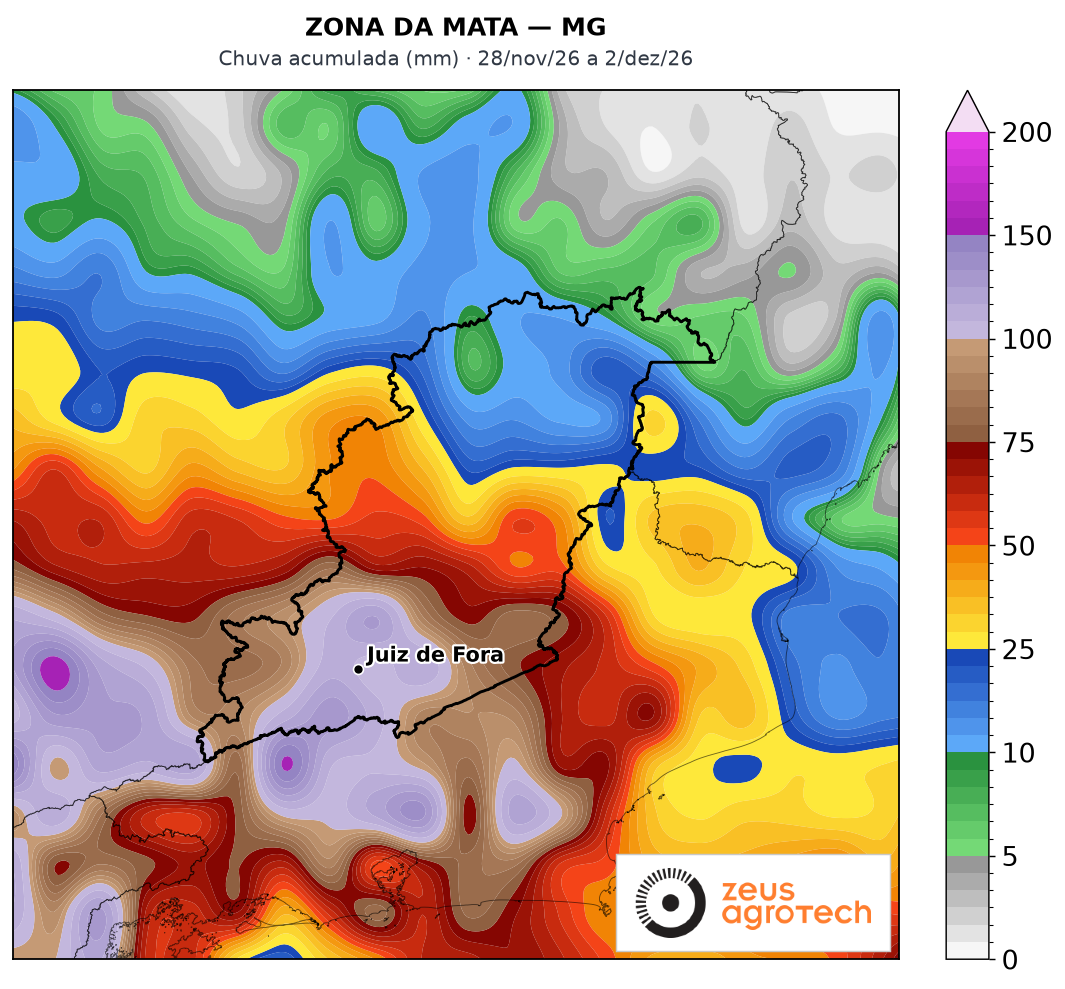 ZONA DA MATA — MG
Chuva acumulada (mm) · 28/nov/26 a 2/dez/26
200
150
100
75
50
25
10
5
0
Juiz de Fora
zeus
agrotech